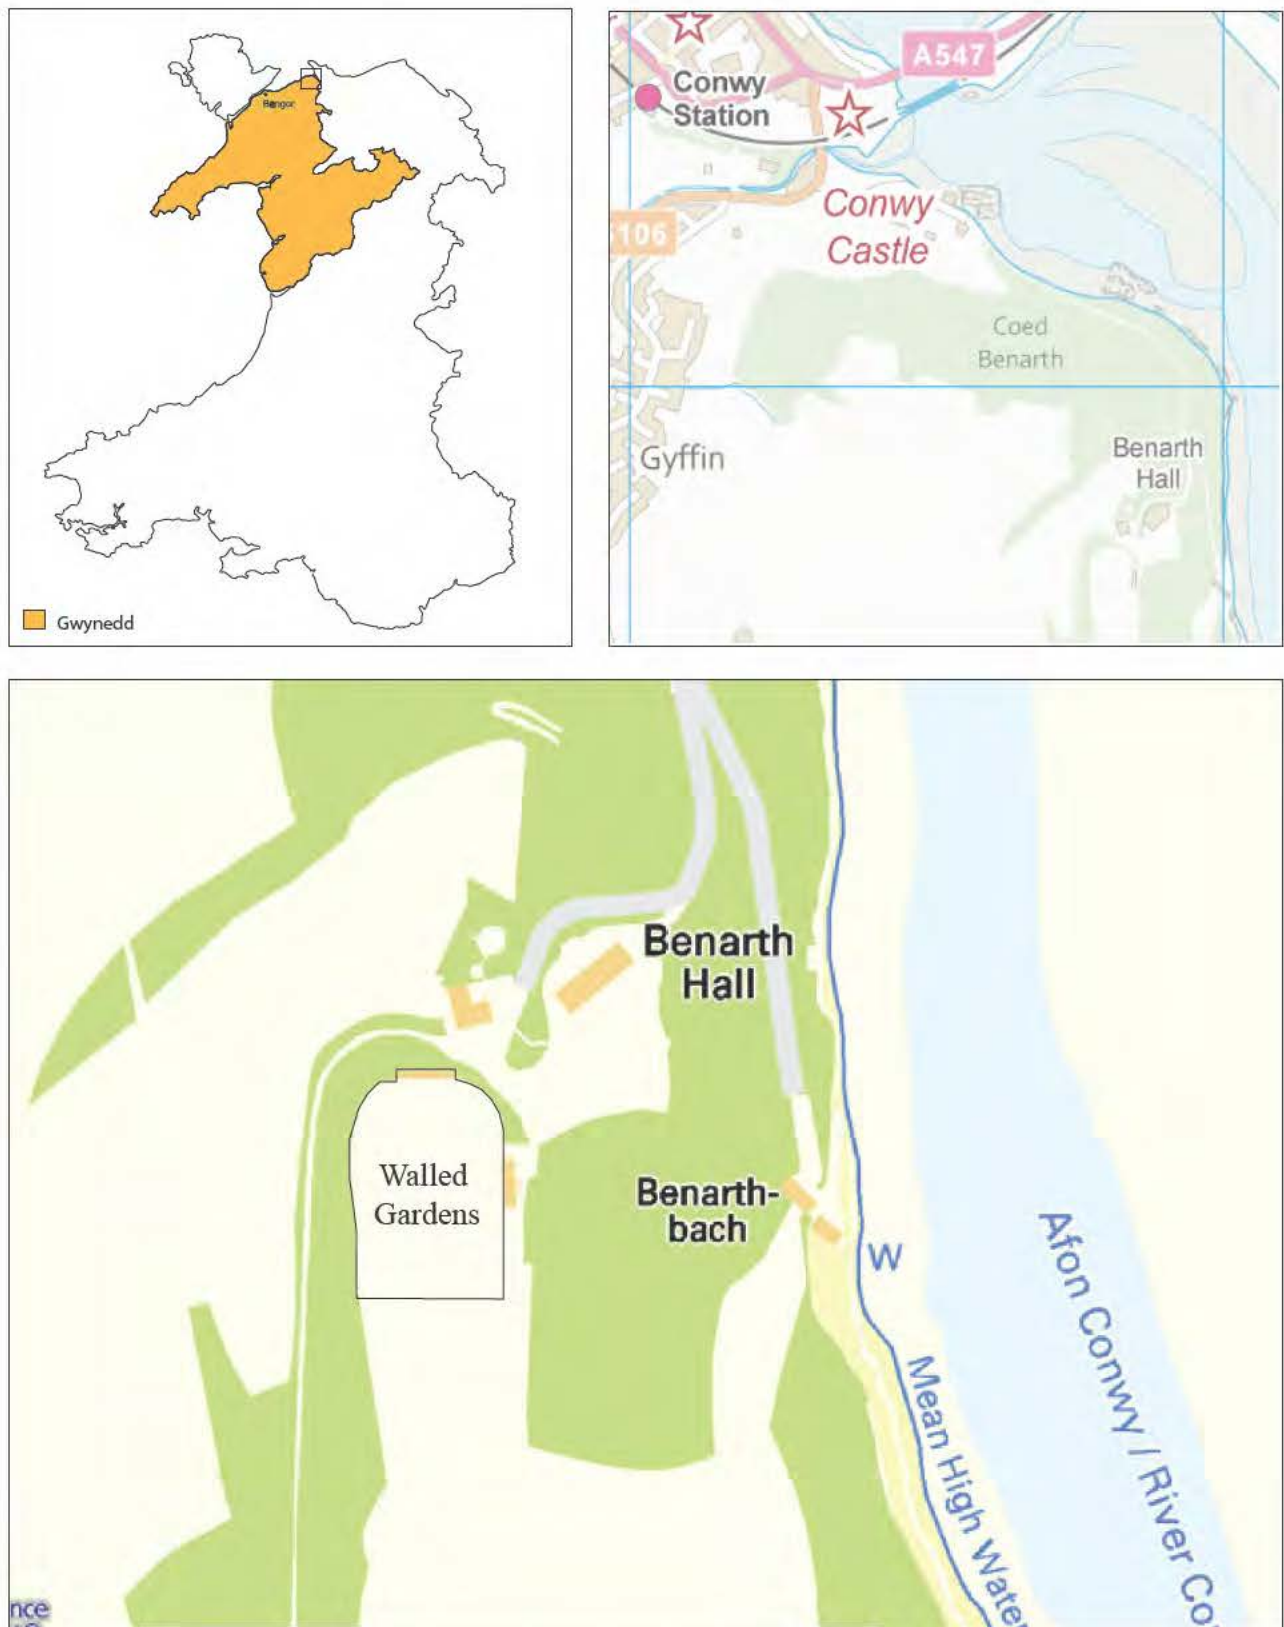 Bangor
Gwynedd
A547
Conwy
Station
Conwy
Castle
106
Coed
Benarth
Gyffin
Benarth
Hall
Benarth
Hall
Walled
Gardens
Benarth-
bach
W
Afon Conwy / River Co
Mean High Water
nce